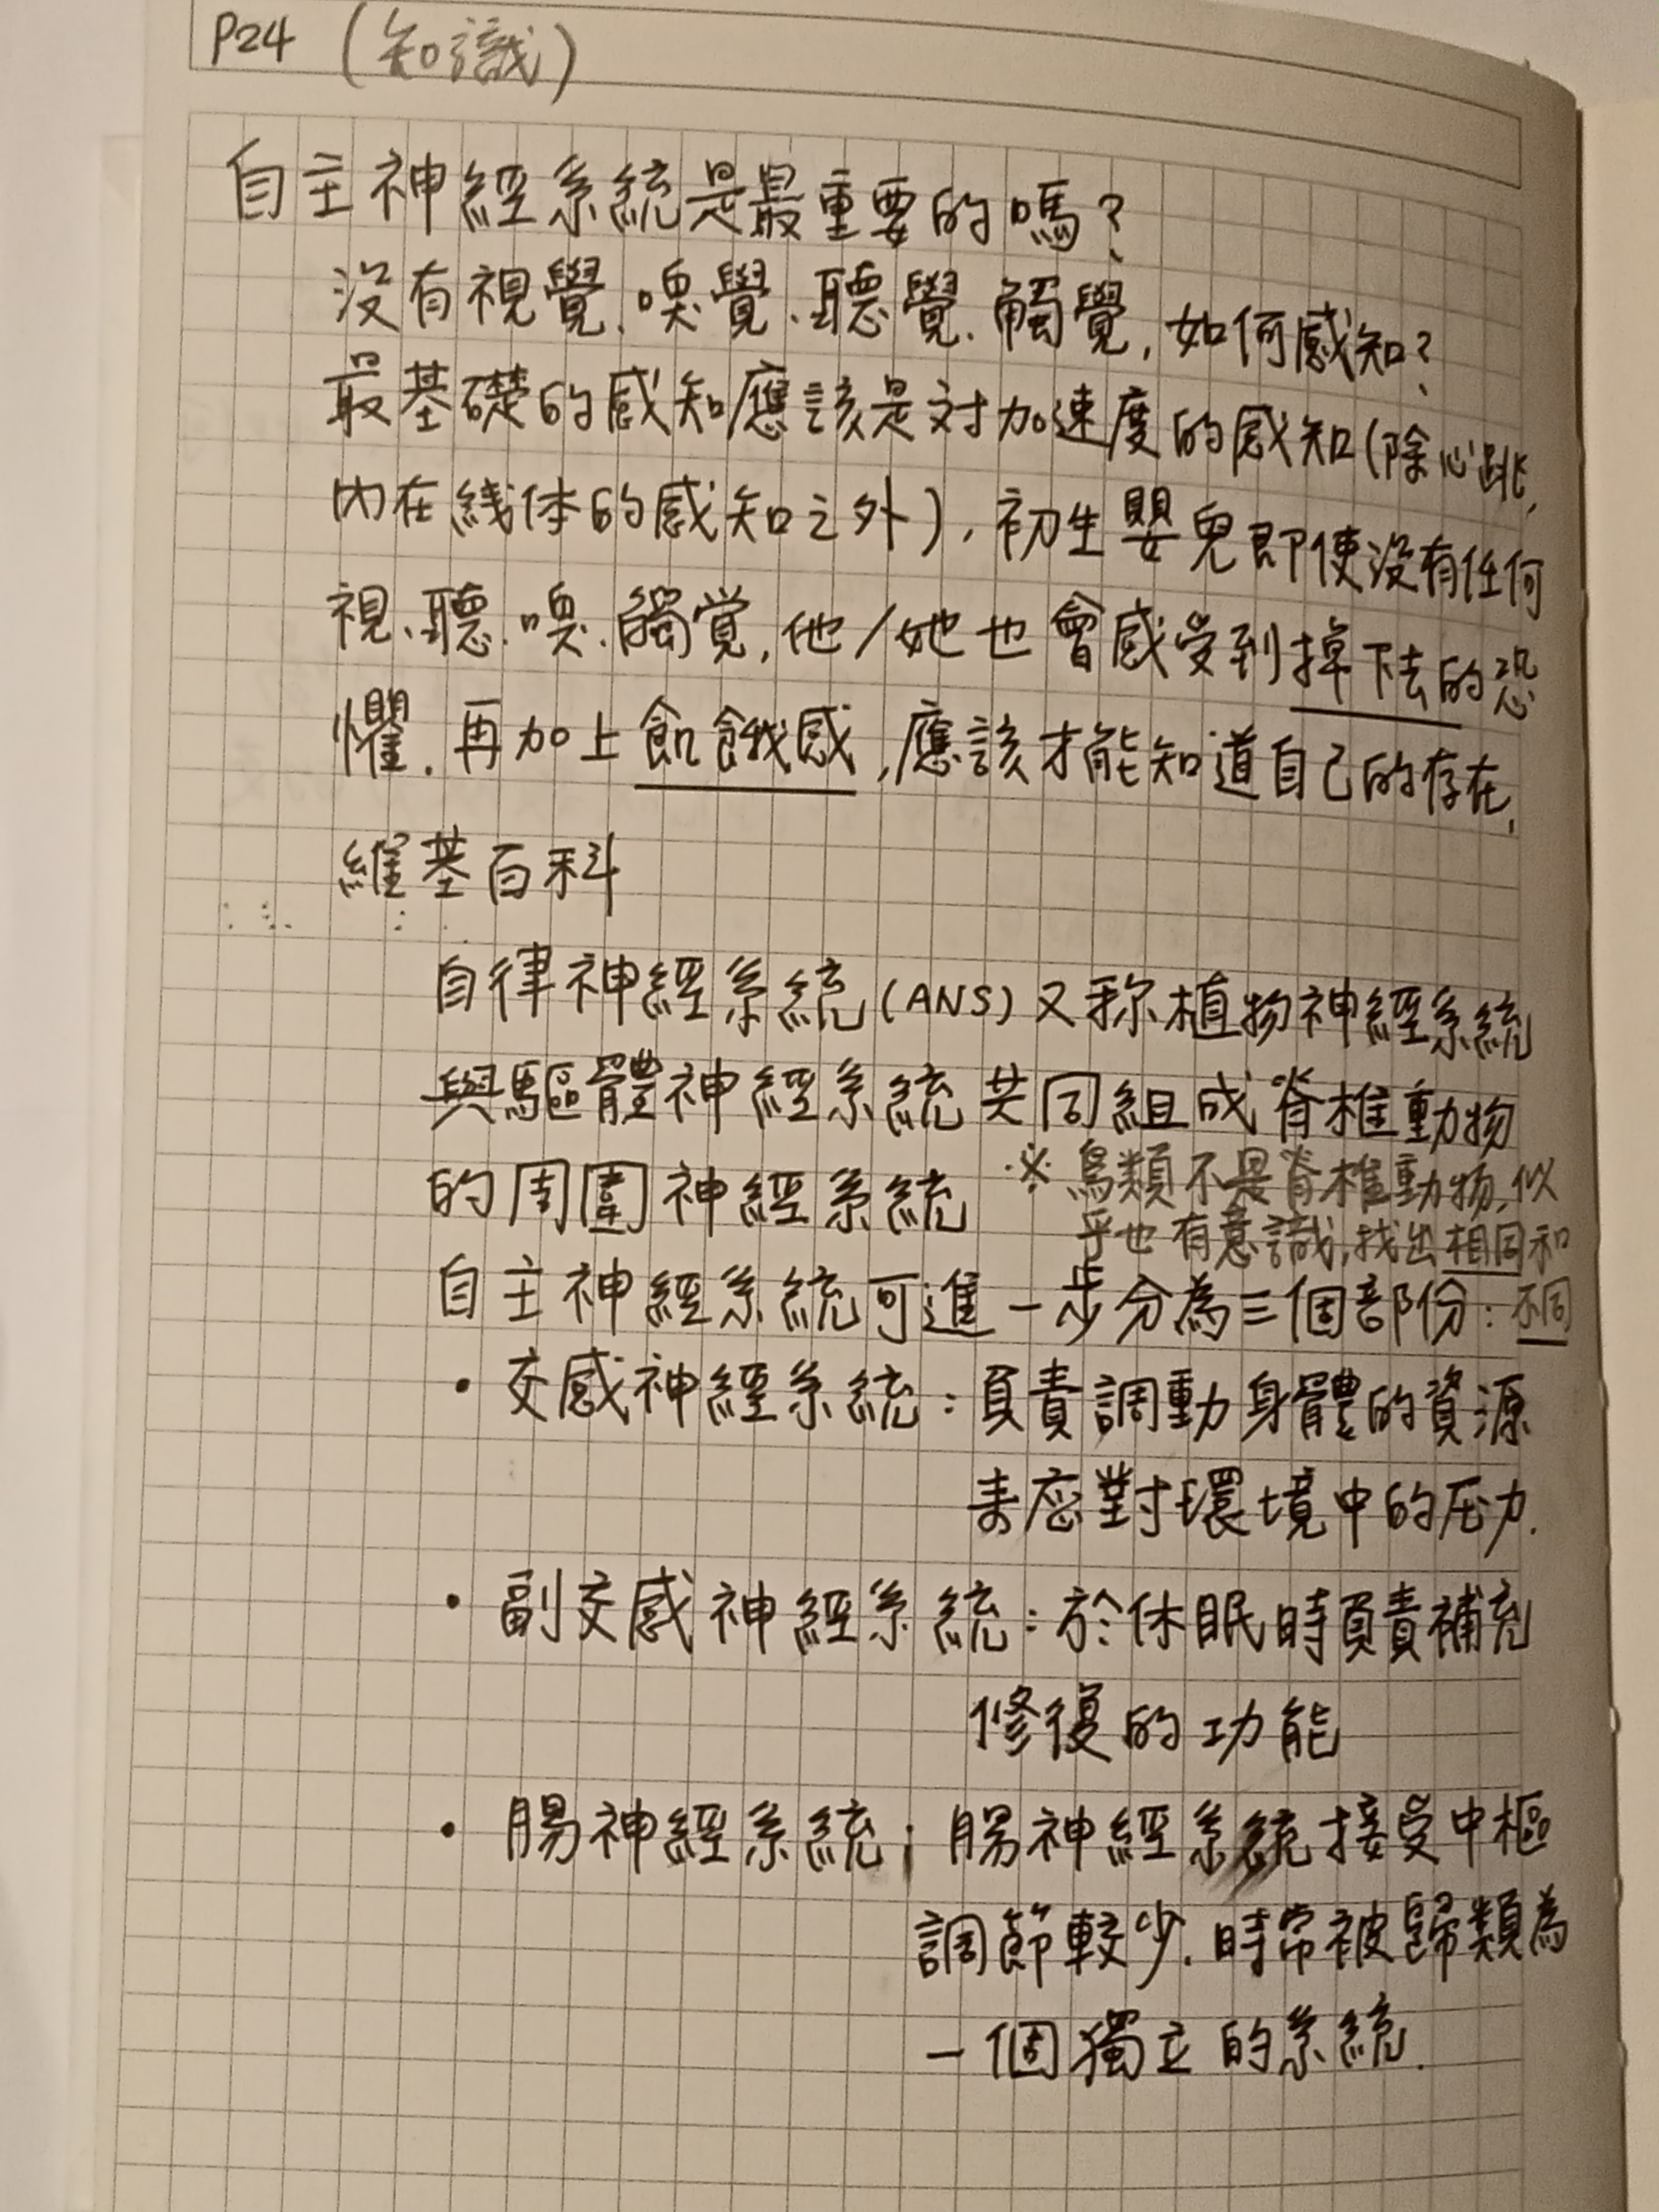 P24 (知識)
自主神經系統是最重要的嗎?
没有視覺、嗅覺、聽覺、觸覺, 如何感知?
最基礎的感知應該是对加速度的感知(除心跳,
內在线体的感知之外), 初生嬰兒即使沒有任何
視、聽、嗅、觸覚, 他/她也會感受到掉下去的恐
懼. 再加上飢餓感, 應該才能知道自己的存在,
維基百科
自律神經系統(ANS)又称植物神經系統
與驅體神經系統共同組成脊椎動物
的周圍神經系統
※ 鳥類不是脊椎動物, 似
乎也有意識, 找出相同和
不同
自主神經系統可進一步分為三個部份:
・交感神經系統: 負責調動身體的資源
来应對環境中的压力.
・副交感神經系統: 於休眠時負責補充
修復的功能
・腸神經系統; 腸神經系統接受中樞
調節較少. 時常被歸類為
一個獨立的系統.